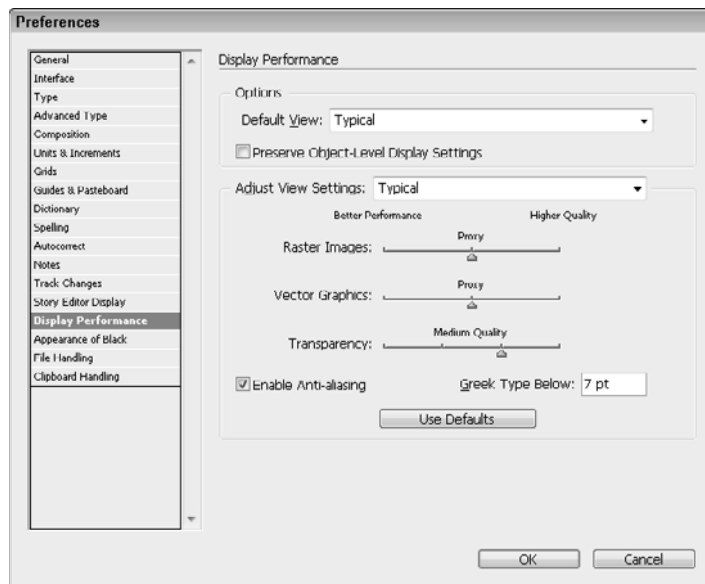 Preferences
General
Interface
Type
Advanced Type
Composition
Units & Increments
Grids
Guides & Pasteboard
Dictionary
Spelling
Autocorrect
Notes
Track Changes
Story Editor Display
Display Performance
Appearance of Black
File Handling
Clipboard Handling
Display Performance
Options
Default View: Typical
Preserve Object-Level Display Settings
Adjust View Settings: Typical
Better Performance Higher Quality
Proxy
Raster Images:
Proxy
Vector Graphics:
Medium Quality
Transparency:
Enable Anti-aliasing Greek Type Below: 7 pt
Use Defaults
OK Cancel